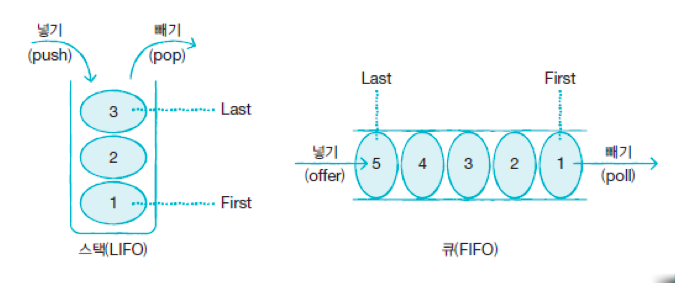 넣기
(push)
빼기
(pop)
3
Last
2
1
First
스택(LIFO)
Last
First
넣기
(offer)
5
4
3
2
1
빼기
(poll)
큐(FIFO)